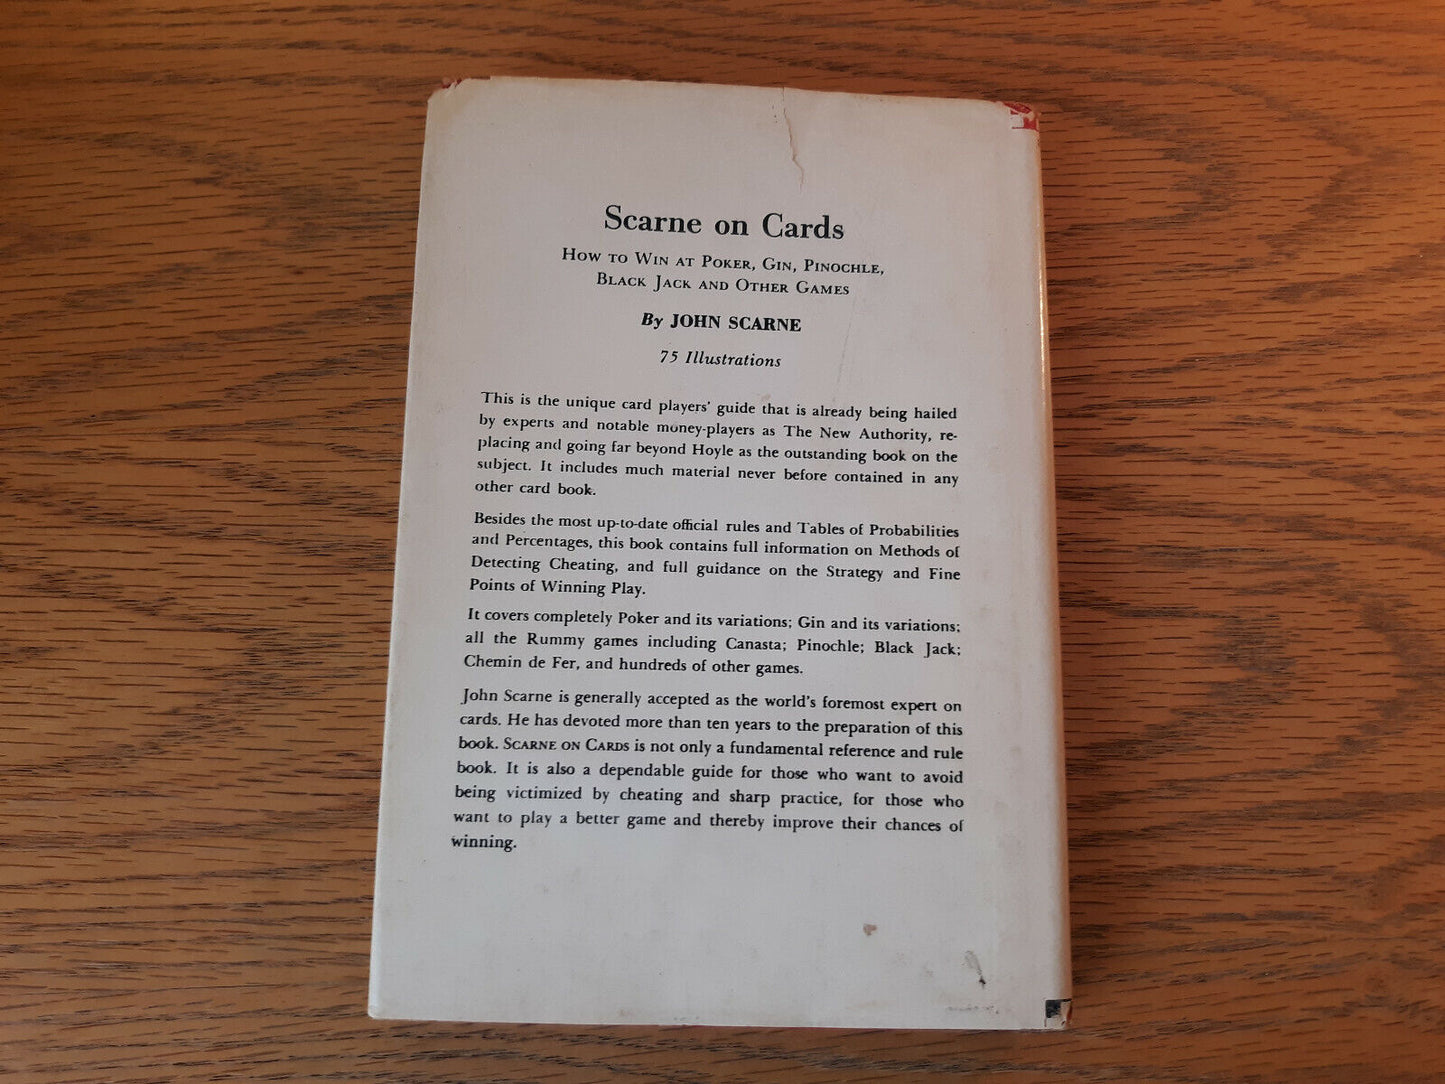 Scarne on Cards
How to Win at Poker, Gin, Pinochle,
Black Jack and Other Games
By JOHN SCARNE
75 Illustrations
This is the unique card players' guide that is already being hailed
by experts and notable money-players as The New Authority, re-
placing and going far beyond Hoyle as the outstanding book on the
subject. It includes much material never before contained in any
other card book.
Besides the most up-to-date official rules and Tables of Probabilities
and Percentages, this book contains full information on Methods of
Detecting Cheating, and full guidance on the Strategy and Fine
Points of Winning Play.
It covers completely Poker and its variations; Gin and its variations;
all the Rummy games including Canasta; Pinochle; Black Jack;
Chemin de Fer, and hundreds of other games.
John Scarne is generally accepted as the world's foremost expert on
cards. He has devoted more than ten years to the preparation of this
book. Scarne on Cards is not only a fundamental reference and rule
book. It is also a dependable guide for those who want to avoid
being victimized by cheating and sharp practice, for those who
want to play a better game and thereby improve their chances of
winning.